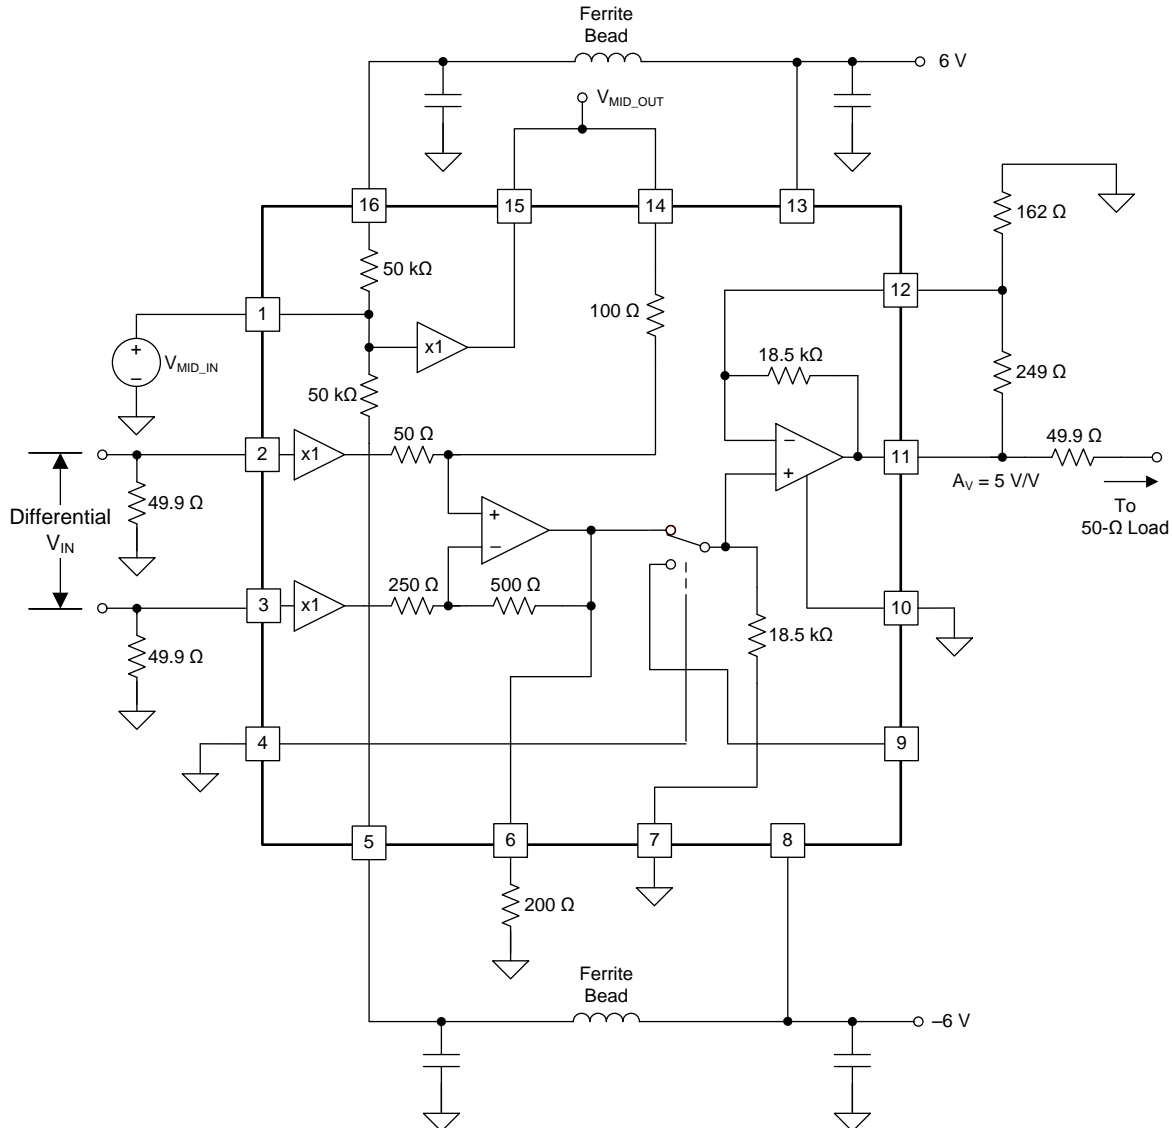 Ferrite
Bead
6 V
V_MID_OUT
16
15
14
13
162 Ω
50 kΩ
12
1
100 Ω
x1
18.5 kΩ
+
–
V_MID_IN
249 Ω
50 kΩ
2
x1
50 Ω
–
+
11
49.9 Ω
A_V = 5 V/V
To
50-Ω Load
49.9 Ω
Differential
V_IN
+
–
3
x1
250 Ω
500 Ω
10
18.5 kΩ
49.9 Ω
4
9
5
6
7
8
200 Ω
Ferrite
Bead
–6 V